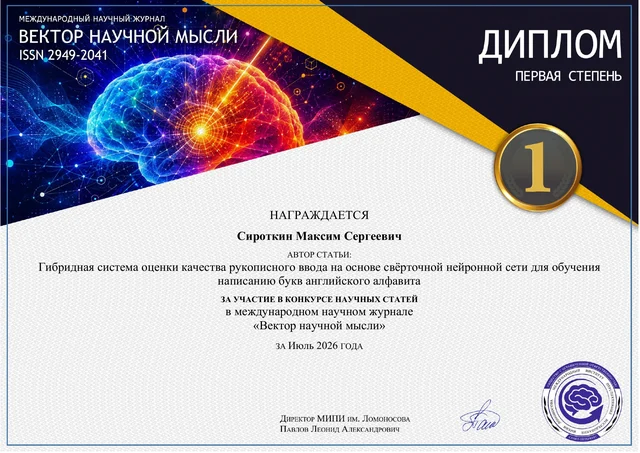 МЕЖДУНАРОДНЫЙ НАУЧНЫЙ ЖУРНАЛ
ВЕКТОР НАУЧНОЙ МЫСЛИ
ISSN 2949-2041
ДИПЛОМ
ПЕРВАЯ СТЕПЕНЬ
1
НАГРАЖДАЕТСЯ
Сироткин Максим Сергеевич
АВТОР СТАТЬИ:
Гибридная система оценки качества рукописного ввода на основе свёрточной нейронной сети для обучения
написанию букв английского алфавита
ЗА УЧАСТИЕ В КОНКУРСЕ НАУЧНЫХ СТАТЕЙ
в международном научном журнале
«Вектор научной мысли»
ЗА Июль 2026 ГОДА
Директор МИПИ им. Ломоносова
Павлов Леонид Александрович